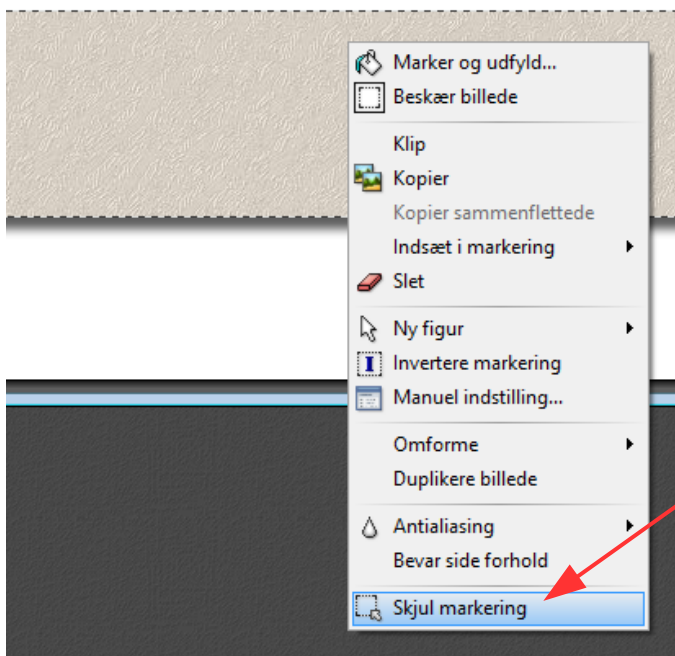 Marker og udfyld...
Beskær billede
Klip
Kopier
Kopier sammenflettede
Indsæt i markering
Slet
Ny figur
Invertere markering
Manuel indstilling...
Omforme
Duplikere billede
Antialiasing
Bevar side forhold
Skjul markering